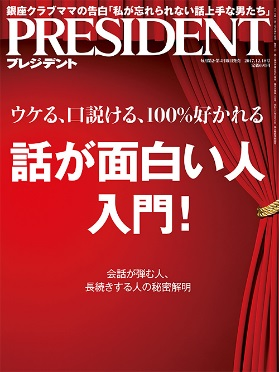 銀座クラブママの告白「私が忘れられない話上手な男たち」
PRESIDENT
プレジデント
ウケる、口説ける、100%好かれる
話が面白い人
入門!
会話が弾む人、
長続きする人の秘密解明